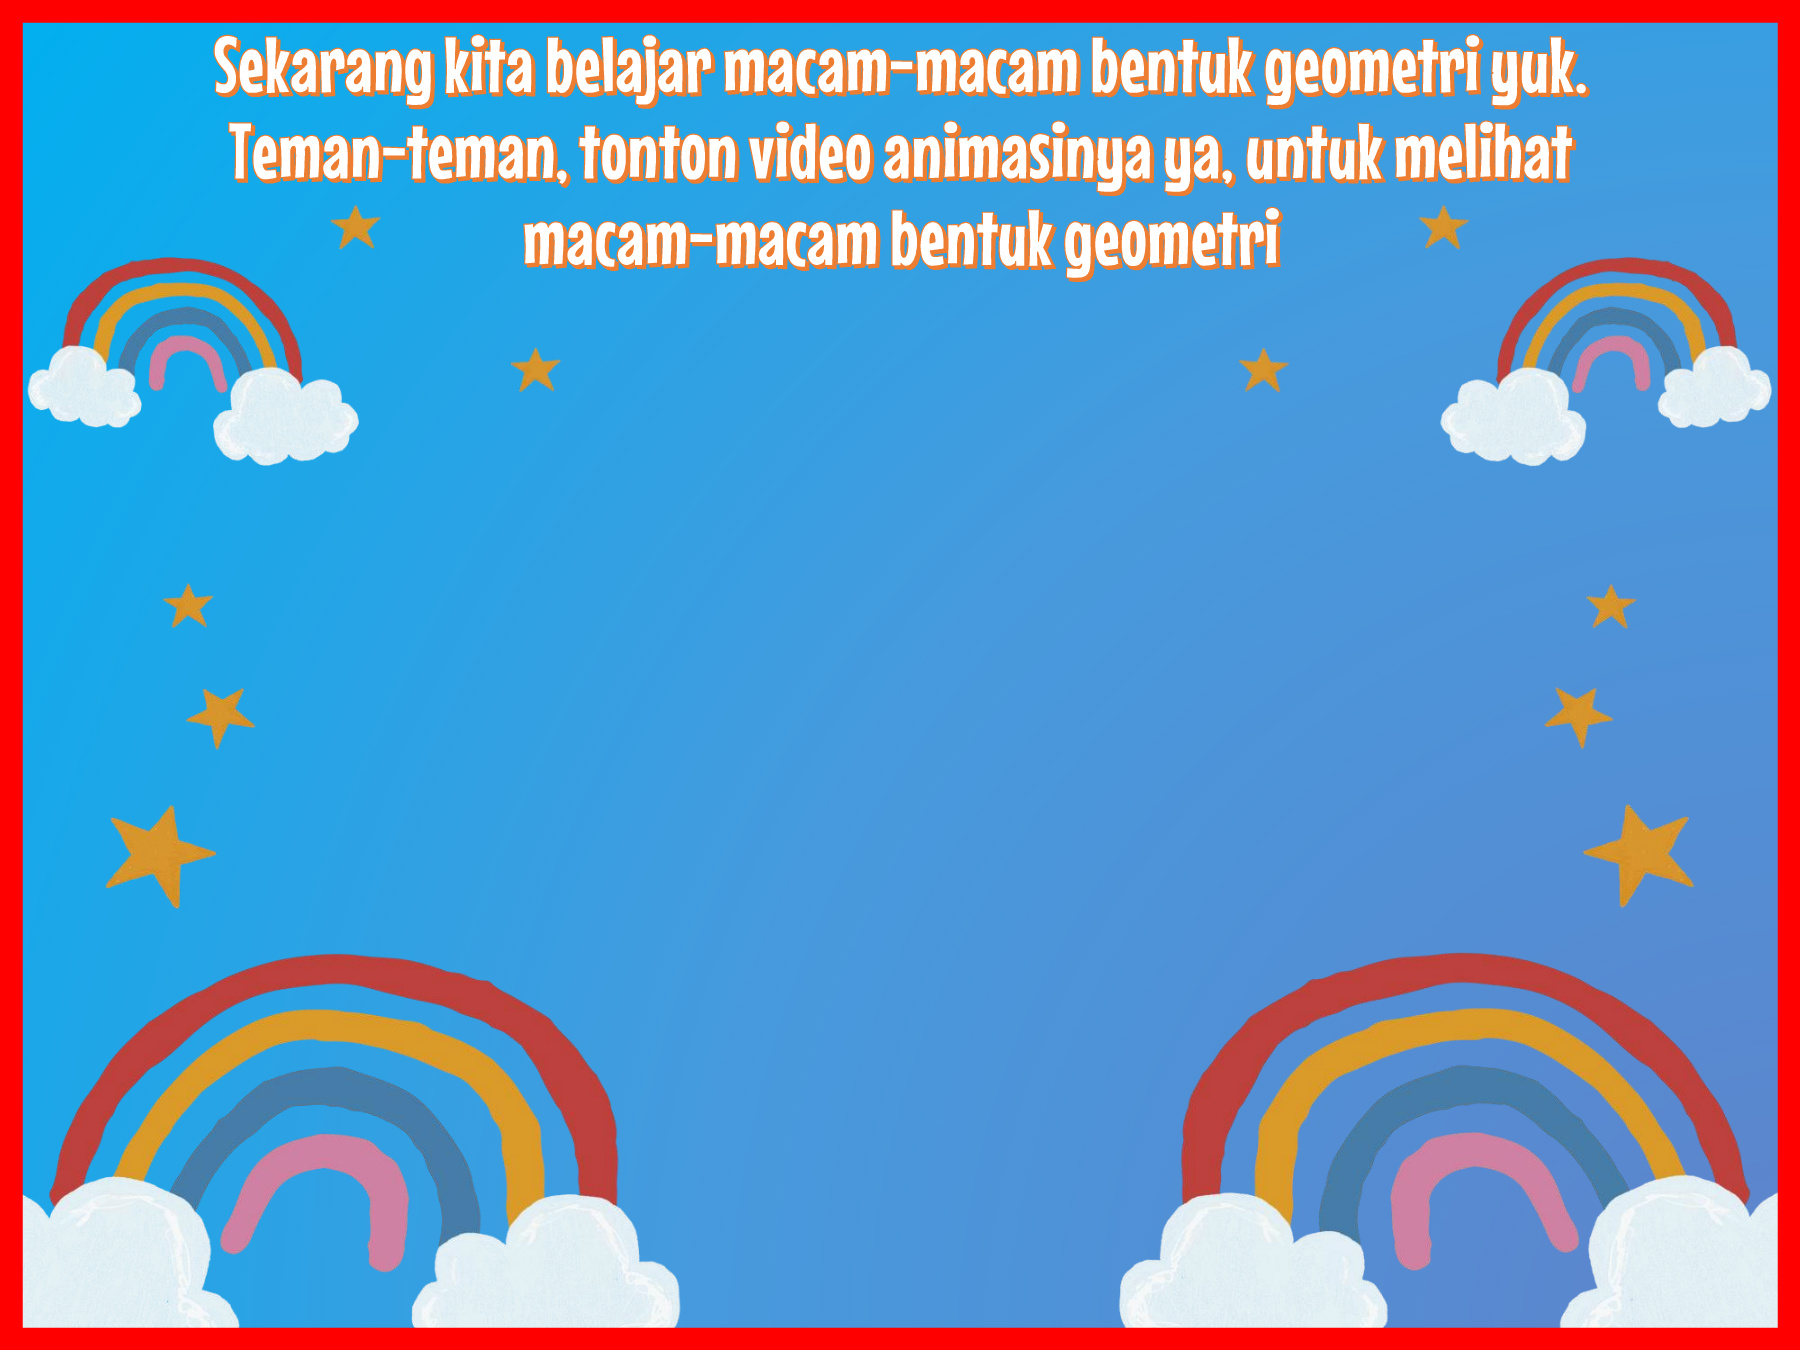 Sekarang kita belajar macam-macam bentuk geometri yuk.
Teman-teman, tonton video animasinya ya, untuk melihat
macam-macam bentuk geometri